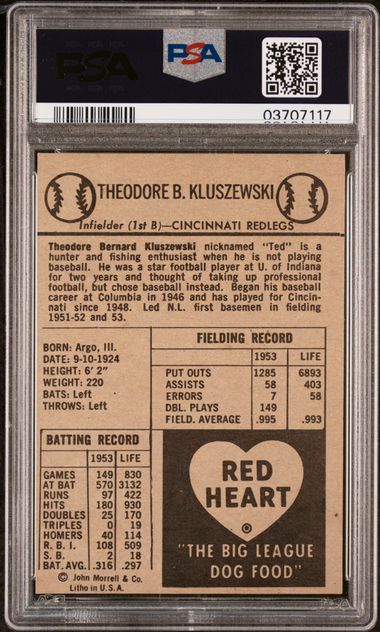 PSA
PSA
03707117
THEODORE B. KLUSZEWSKI
Infielder (1st B)—CINCINNATI REDLEGS
Theodore Bernard Kluszewski nicknamed "Ted" is a
hunter and fishing enthusiast when he is not playing
baseball. He was a star football player at U. of Indiana
for two years and thought of taking up professional
football, but chose baseball instead. Began his baseball
career at Columbia in 1946 and has played for Cincin-
nati since 1948. Led N.L. first basemen in fielding
1951-52 and 53.
BORN: Argo, Ill.
DATE: 9-10-1924
HEIGHT: 6' 2"
WEIGHT: 220
BATS: Left
THROWS: Left
FIELDING RECORD
1953 LIFE
PUT OUTS 1285 6893
ASSISTS 58 403
ERRORS 7 58
DBL. PLAYS 149
FIELD. AVERAGE .995 .993
BATTING RECORD
1953 LIFE
GAMES 149 830
AT BAT 570 3132
RUNS 97 422
HITS 180 930
DOUBLES 25 170
TRIPLES 0 19
HOMERS 40 114
R. B. I. 108 509
S. B. 2 18
BAT. AVG. .316 .297
© John Morrell & Co.
Litho in U.S.A.
RED
HEART
®
"THE BIG LEAGUE
DOG FOOD"